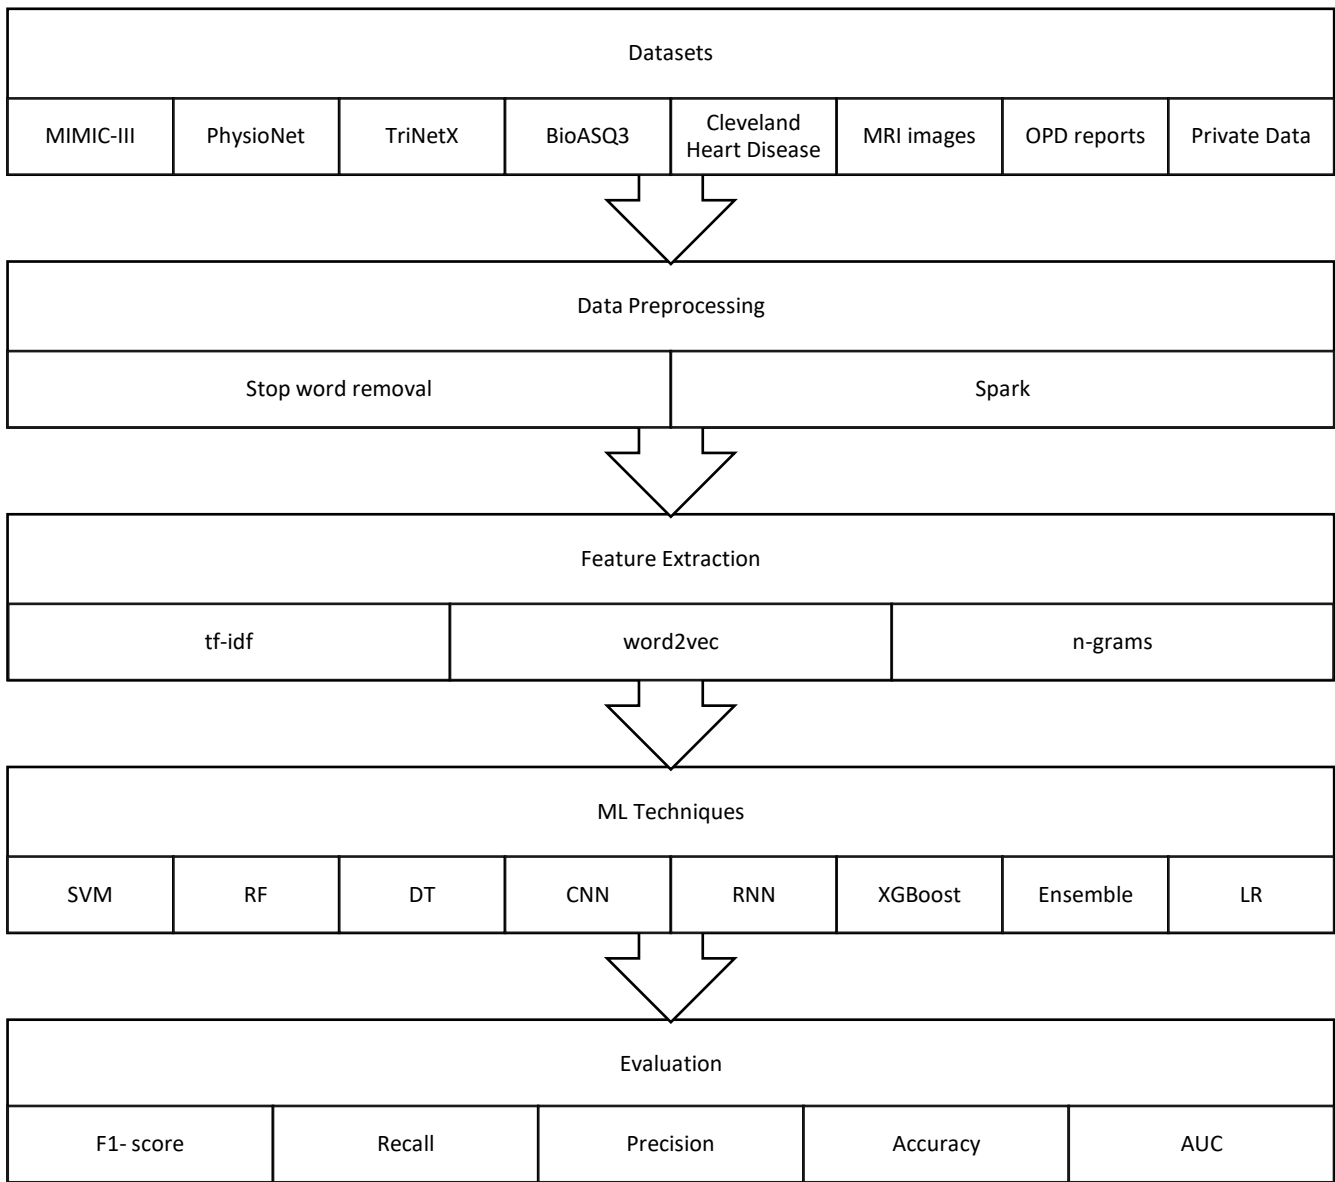 Datasets
MIMIC-III
PhysioNet
TriNetX
BioASQ3
Cleveland
Heart Disease
MRI images
OPD reports
Private Data
Data Preprocessing
Stop word removal
Spark
Feature Extraction
tf-idf
word2vec
n-grams
ML Techniques
SVM
RF
DT
CNN
RNN
XGBoost
Ensemble
LR
Evaluation
F1- score
Recall
Precision
Accuracy
AUC